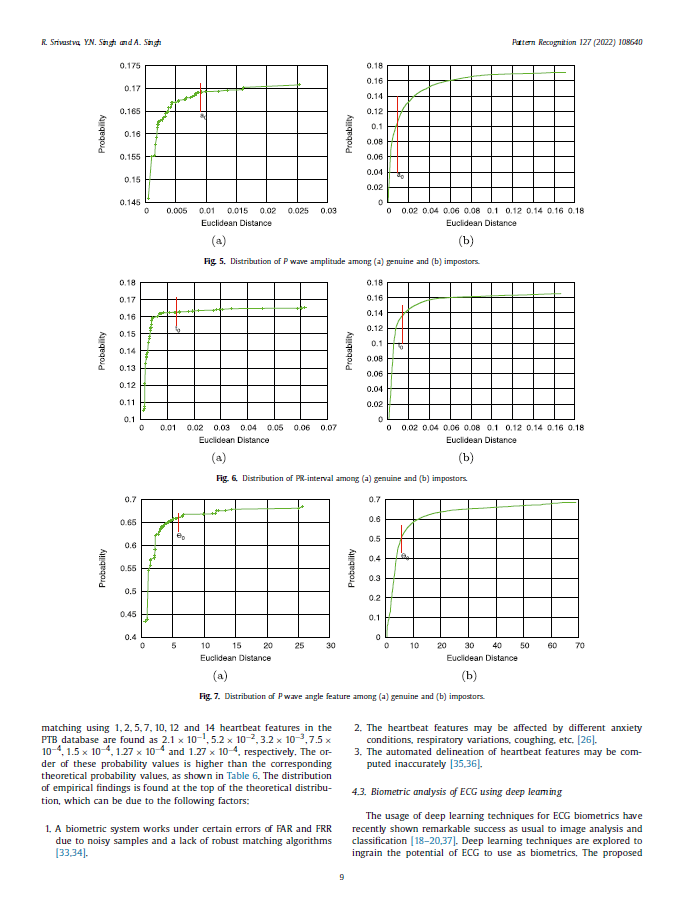 R. Srivastva, Y.N. Singh and A. Singh
Pattern Recognition 127 (2022) 108640
0.175
0.17
0.165
0.16
0.155
0.15
0.145
Probability
0 0.005 0.01 0.015 0.02 0.025 0.03
Euclidean Distance
(a)
0.18
0.16
0.14
0.12
0.1
0.08
0.06
0.04
0.02
0
Probability
a₀
0 0.02 0.04 0.06 0.08 0.1 0.12 0.14 0.16 0.18
Euclidean Distance
(b)
Fig. 5. Distribution of P wave amplitude among (a) genuine and (b) impostors.
0.18
0.17
0.16
0.15
0.14
0.13
0.12
0.11
0.1
Probability
0 0.01 0.02 0.03 0.04 0.05 0.06 0.07
Euclidean Distance
(a)
0.18
0.16
0.14
0.12
0.1
0.08
0.06
0.04
0.02
0
Probability
0 0.02 0.04 0.06 0.08 0.1 0.12 0.14 0.16 0.18
Euclidean Distance
(b)
Fig. 6. Distribution of PR-interval among (a) genuine and (b) impostors.
0.7
0.65
0.6
0.55
0.5
0.45
0.4
Probability
Θ₀
0 5 10 15 20 25 30
Euclidean Distance
(a)
0.7
0.6
0.5
0.4
0.3
0.2
0.1
0
Probability
Θ₀
0 10 20 30 40 50 60 70
Euclidean Distance
(b)
Fig. 7. Distribution of P wave angle feature among (a) genuine and (b) impostors.
matching using 1, 2, 5, 7, 10, 12 and 14 heartbeat features in the
PTB database are found as 2.1 × 10⁻¹, 5.2 × 10⁻², 3.2 × 10⁻³, 7.5 ×
10⁻⁴, 1.5 × 10⁻⁴, 1.27 × 10⁻⁴ and 1.27 × 10⁻⁴, respectively. The or-
der of these probability values is higher than the corresponding
theoretical probability values, as shown in Table 6. The distribution
of empirical findings is found at the top of the theoretical distribu-
tion, which can be due to the following factors:
1. A biometric system works under certain errors of FAR and FRR
due to noisy samples and a lack of robust matching algorithms
[33,34].
2. The heartbeat features may be affected by different anxiety
conditions, respiratory variations, coughing, etc. [26].
3. The automated delineation of heartbeat features may be com-
puted inaccurately [35,36].
4.3. Biometric analysis of ECG using deep learning
The usage of deep learning techniques for ECG biometrics have
recently shown remarkable success as usual to image analysis and
classification [18–20,37]. Deep learning techniques are explored to
ingrain the potential of ECG to use as biometrics. The proposed
9